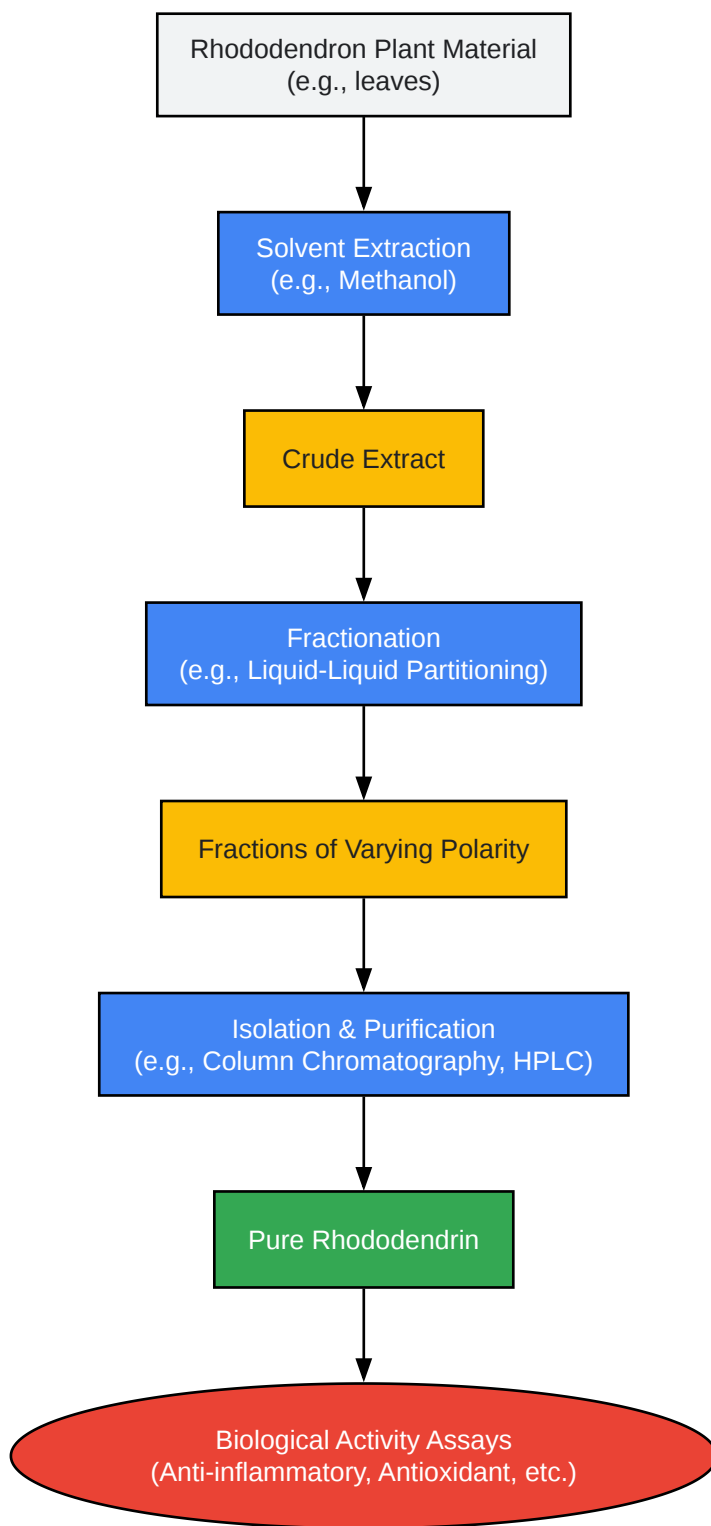 Rhododendron Plant Material
(e.g., leaves)
Solvent Extraction
(e.g., Methanol)
Crude Extract
Fractionation
(e.g., Liquid-Liquid Partitioning)
Fractions of Varying Polarity
Isolation & Purification
(e.g., Column Chromatography, HPLC)
Pure Rhododendrin
Biological Activity Assays
(Anti-inflammatory, Antioxidant, etc.)